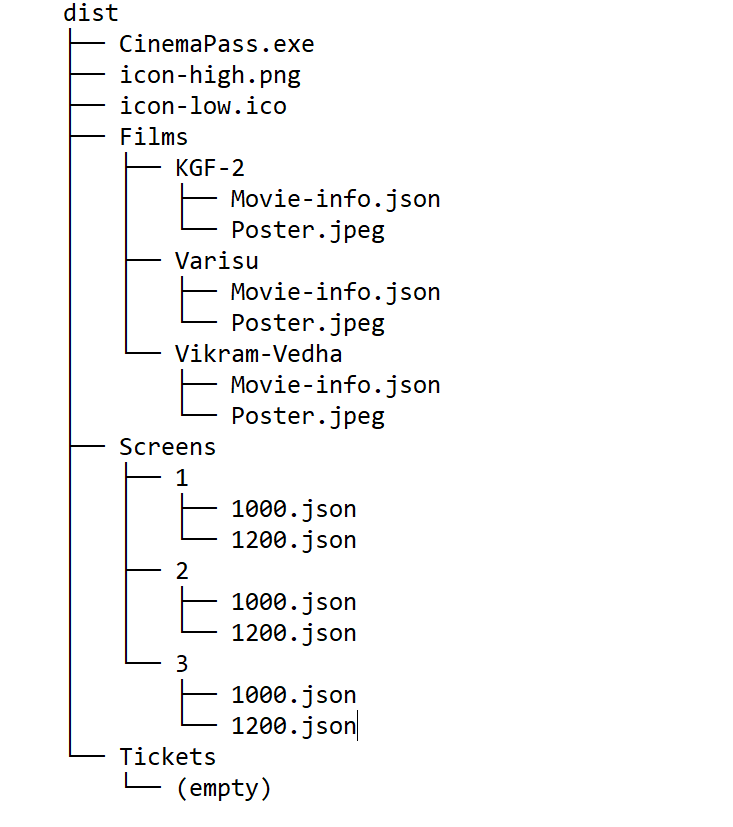 dist
├── CinemaPass.exe
├── icon-high.png
├── icon-low.ico
├── Films
│   ├── KGF-2
│   │   ├── Movie-info.json
│   │   └── Poster.jpeg
│   ├── Varisu
│   │   ├── Movie-info.json
│   │   └── Poster.jpeg
│   └── Vikram-Vedha
│       ├── Movie-info.json
│       └── Poster.jpeg
├── Screens
│   ├── 1
│   │   ├── 1000.json
│   │   └── 1200.json
│   ├── 2
│   │   ├── 1000.json
│   │   └── 1200.json
│   └── 3
│       ├── 1000.json
│       └── 1200.json
└── Tickets
    └── (empty)